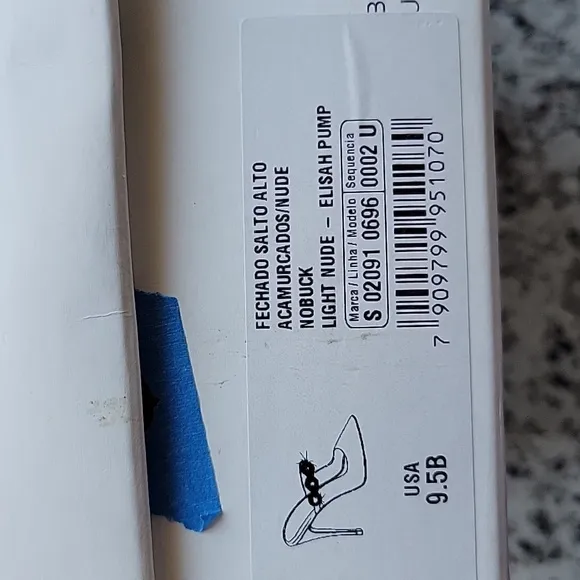 FECHADO SALTO ALTO
ACAMURCADOS/NUDE
NOBUCK
LIGHT NUDE - ELISAH PUMP
Marca / Linha / Modelo Sequencia
S 02091 0696 0002 U
7 909799 951070
USA
9.5B